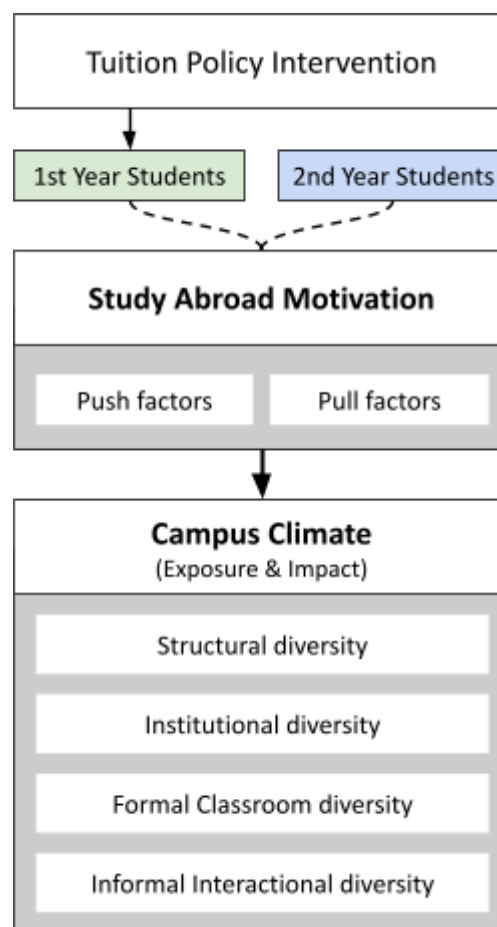 Tuition Policy Intervention
1st Year Students
2nd Year Students
Study Abroad Motivation
Push factors
Pull factors
Campus Climate
(Exposure & Impact)
Structural diversity
Institutional diversity
Formal Classroom diversity
Informal Interactional diversity